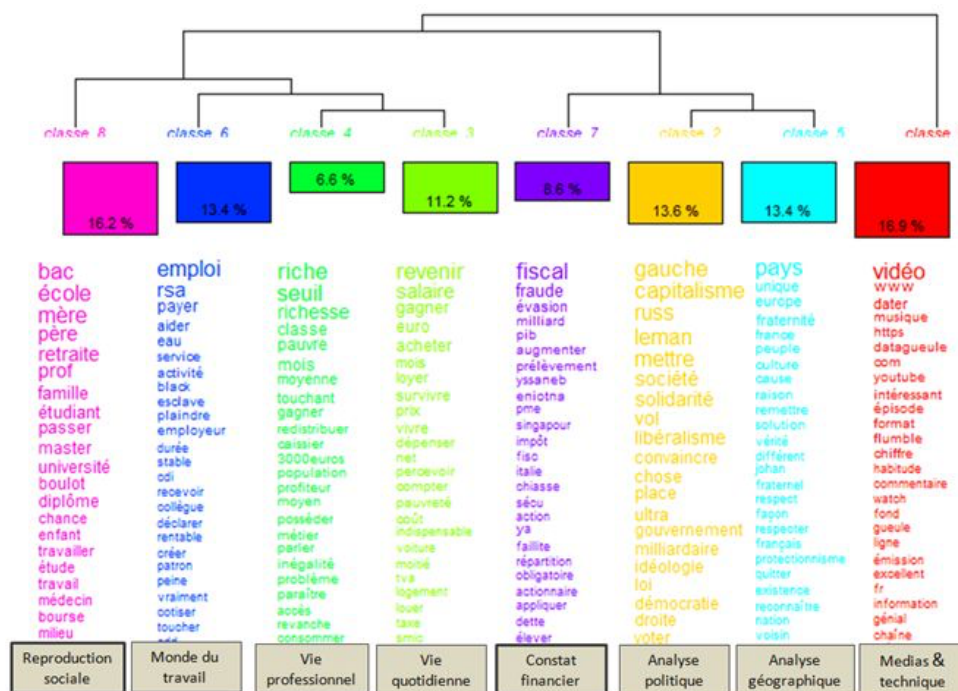 classe 8
classe 6
classe 4
classe 3
classe 7
classe 2
classe 5
classe
16.2 %
13.4 %
6.6 %
11.2 %
8.6 %
13.6 %
13.4 %
16.9 %
bac
école
mère
père
retraite
prof
famille
étudiant
passer
master
université
boulot
diplôme
chance
enfant
travailler
étude
travail
médecin
bourse
milieu
emploi
rsa
payer
aider
eau
service
activité
black
esclave
plaindre
employeur
durée
stable
cdi
recevoir
collègue
déclarer
rentable
créer
patron
peine
vraiment
cotiser
toucher
riche
seuil
richesse
classe
pauvre
mois
moyenne
touchant
gagner
redistribuer
caissier
3000euros
population
profiteur
moyen
posséder
métier
parler
inégalité
problème
paraître
accès
revanche
consommer
revenir
salaire
gagner
euro
acheter
mois
loyer
survivre
prix
vivre
dépenser
net
percevoir
compter
pauvreté
coût
indispensable
voiture
moitié
tva
logement
louer
taxe
smic
fiscal
fraude
évasion
milliard
pib
augmenter
prélèvement
yssaneb
eniotna
pme
singapour
impôt
fisc
italie
chiasse
sécu
action
ya
faillite
répartition
obligatoire
actionnaire
appliquer
dette
élever
gauche
capitalisme
russ
leman
mettre
société
solidarité
vol
libéralisme
convaincre
chose
place
ultra
gouvernement
milliardaire
idéologie
loi
démocratie
droite
voter
pays
unique
europe
fraternité
france
peuple
culture
cause
raison
remettre
solution
vérité
différent
johan
fraternel
respect
façon
respecter
français
protectionnisme
quitter
existence
reconnaître
nation
voisin
vidéo
www
dater
musique
https
datagueule
com
youtube
intéressant
épisode
format
flumble
chiffre
habitude
commentaire
watch
fond
gueule
ligne
émission
excellent
fr
information
génial
chaîne
Reproduction
sociale
Monde du
travail
Vie
professionnel
Vie
quotidienne
Constat
financier
Analyse
politique
Analyse
géographique
Medias &
technique